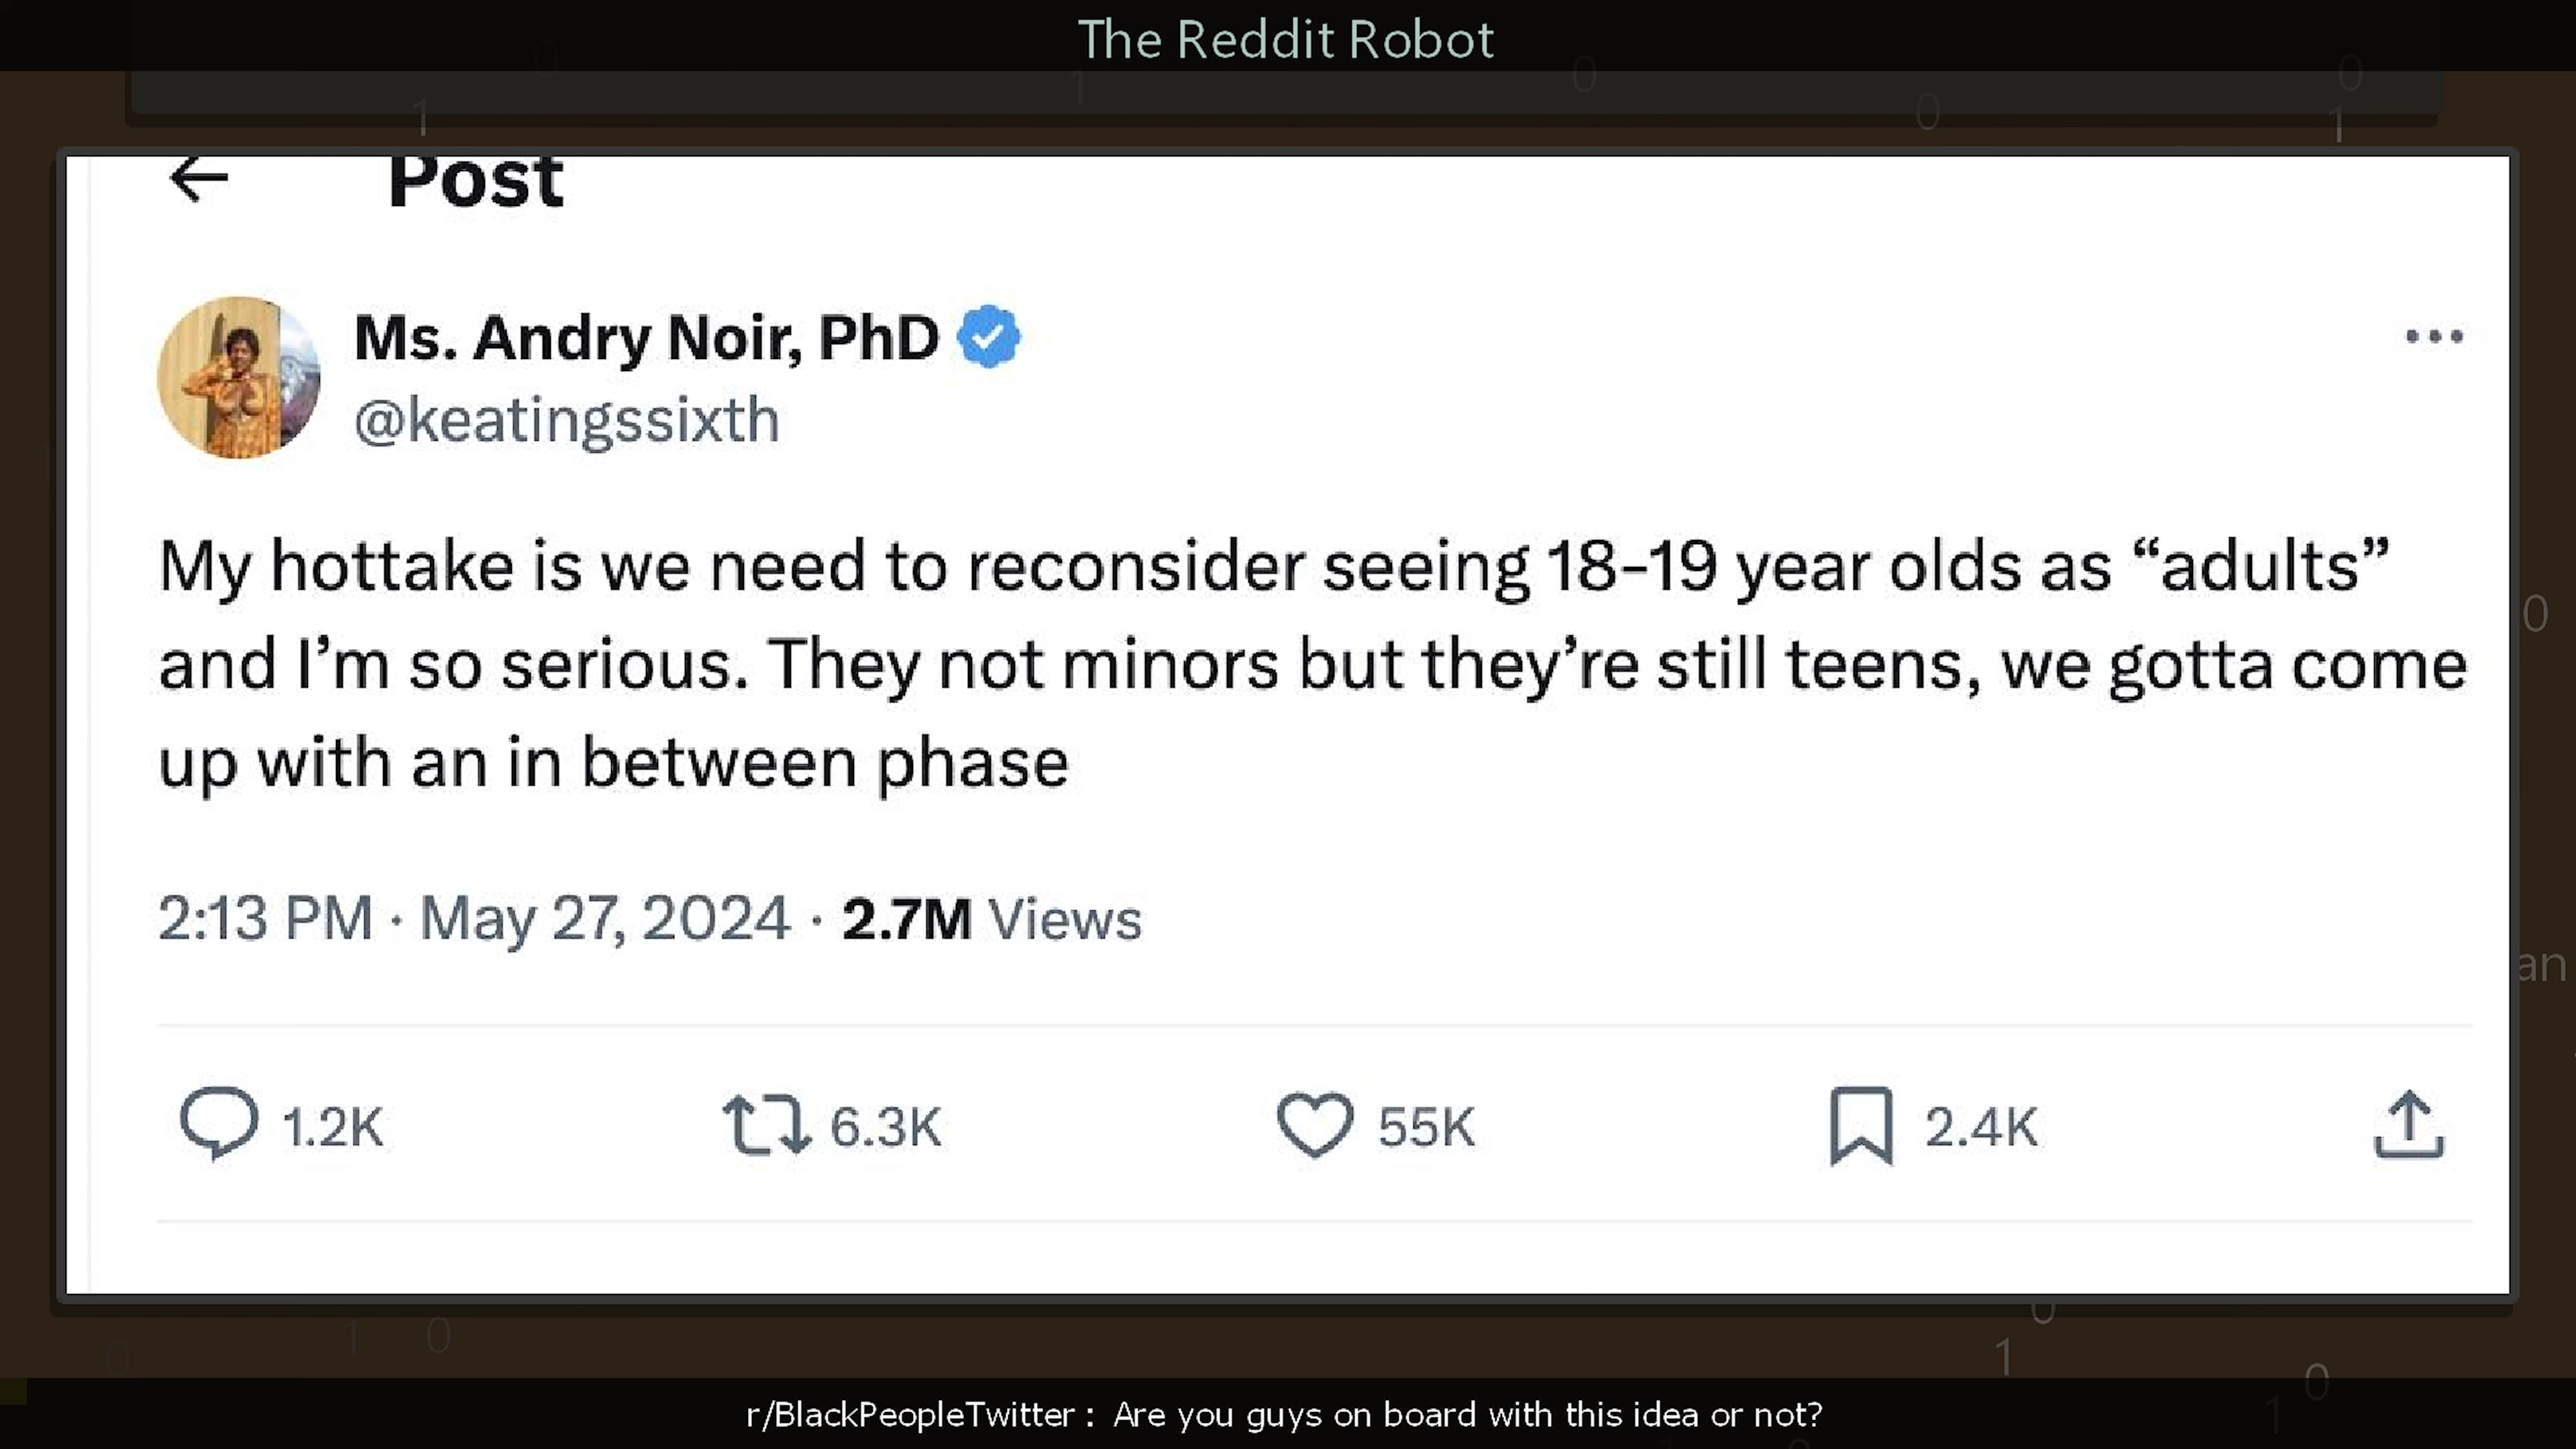 The Reddit Robot
Post
Ms. Andry Noir, PhD
@keatingssixth
My hottake is we need to reconsider seeing 18-19 year olds as “adults”
and I’m so serious. They not minors but they’re still teens, we gotta come
up with an in between phase
2:13 PM · May 27, 2024 · 2.7M Views
1.2K 6.3K 55K 2.4K
r/BlackPeopleTwitter : Are you guys on board with this idea or not?